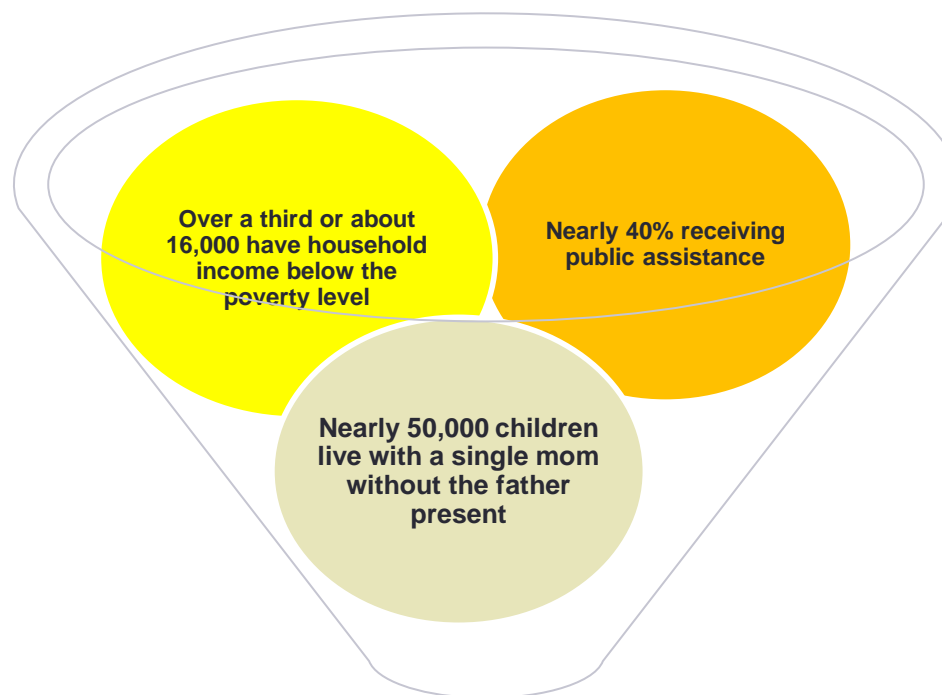 Over a third or about
16,000 have household
income below the
poverty level
Nearly 40% receiving
public assistance
Nearly 50,000 children
live with a single mom
without the father
present